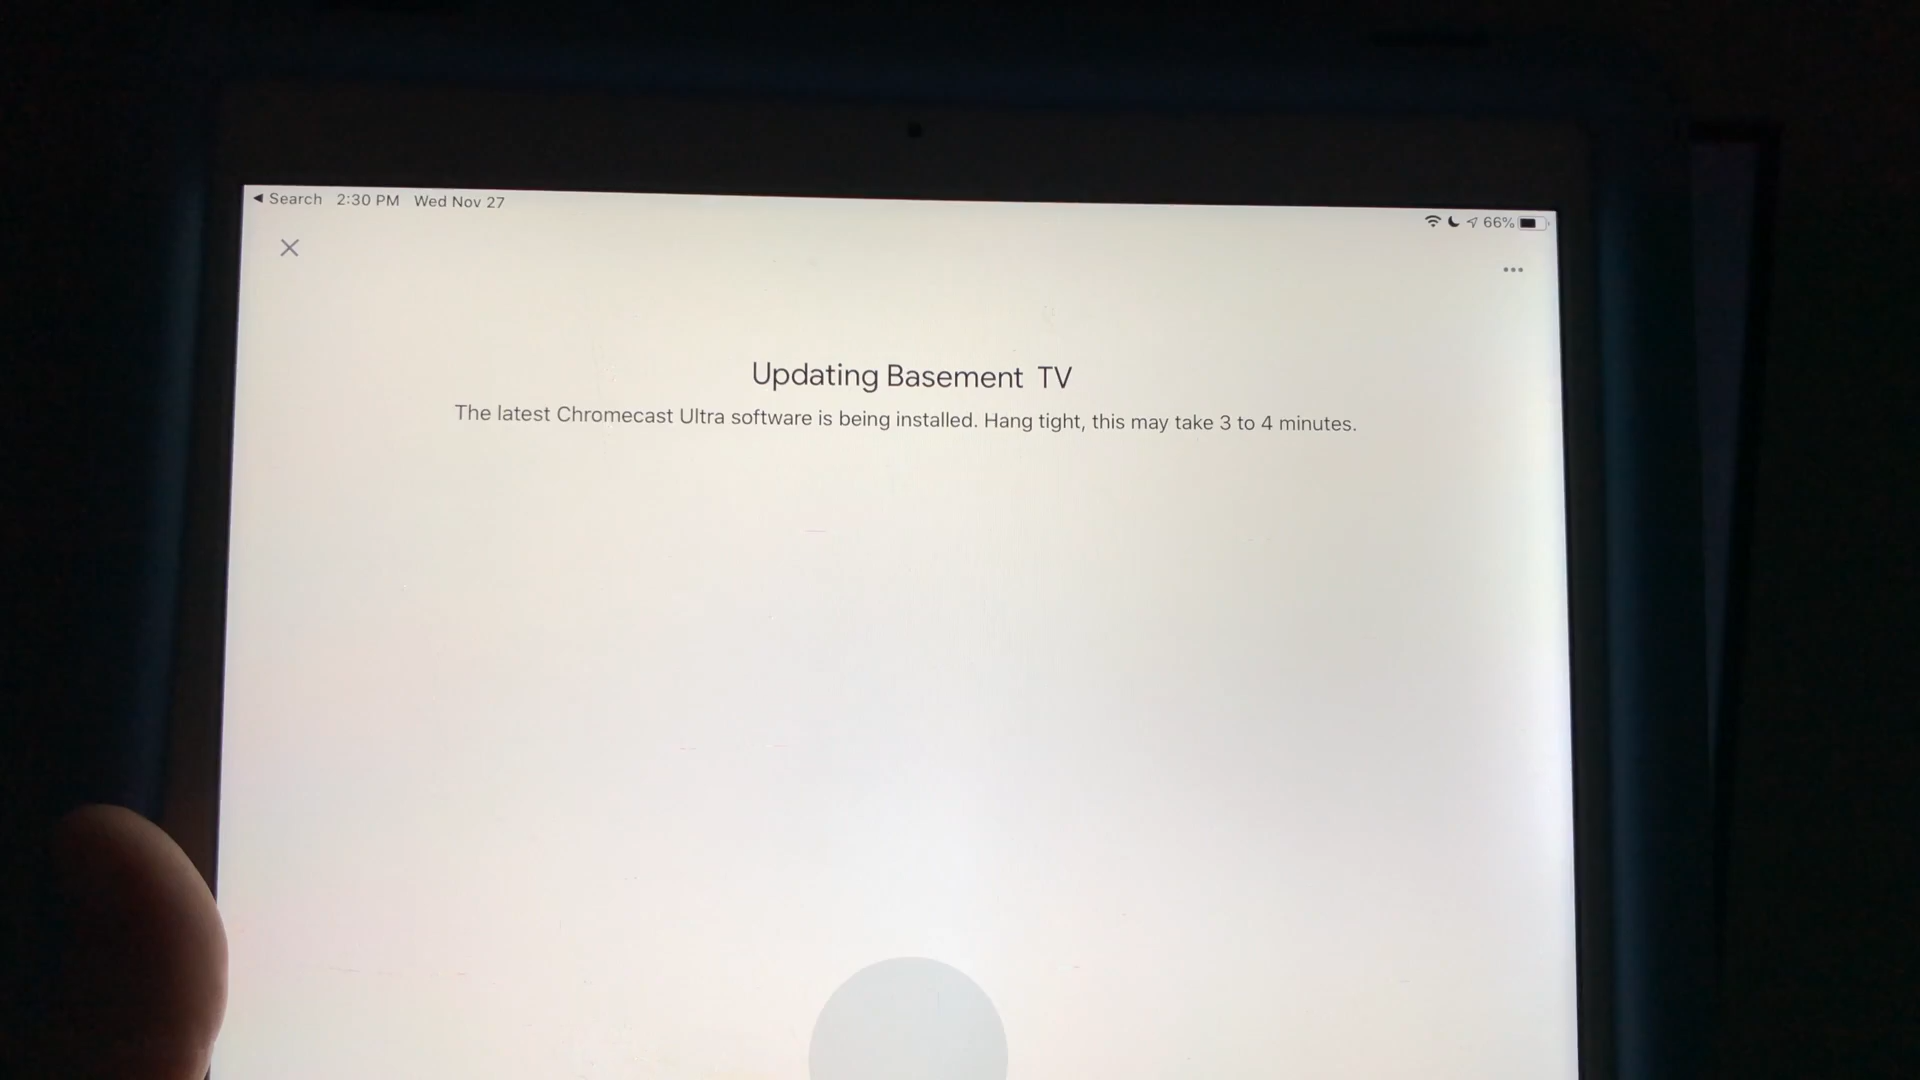 ◀ Search 2:30 PM Wed Nov 27
66%
Updating Basement TV
The latest Chromecast Ultra software is being installed. Hang tight, this may take 3 to 4 minutes.